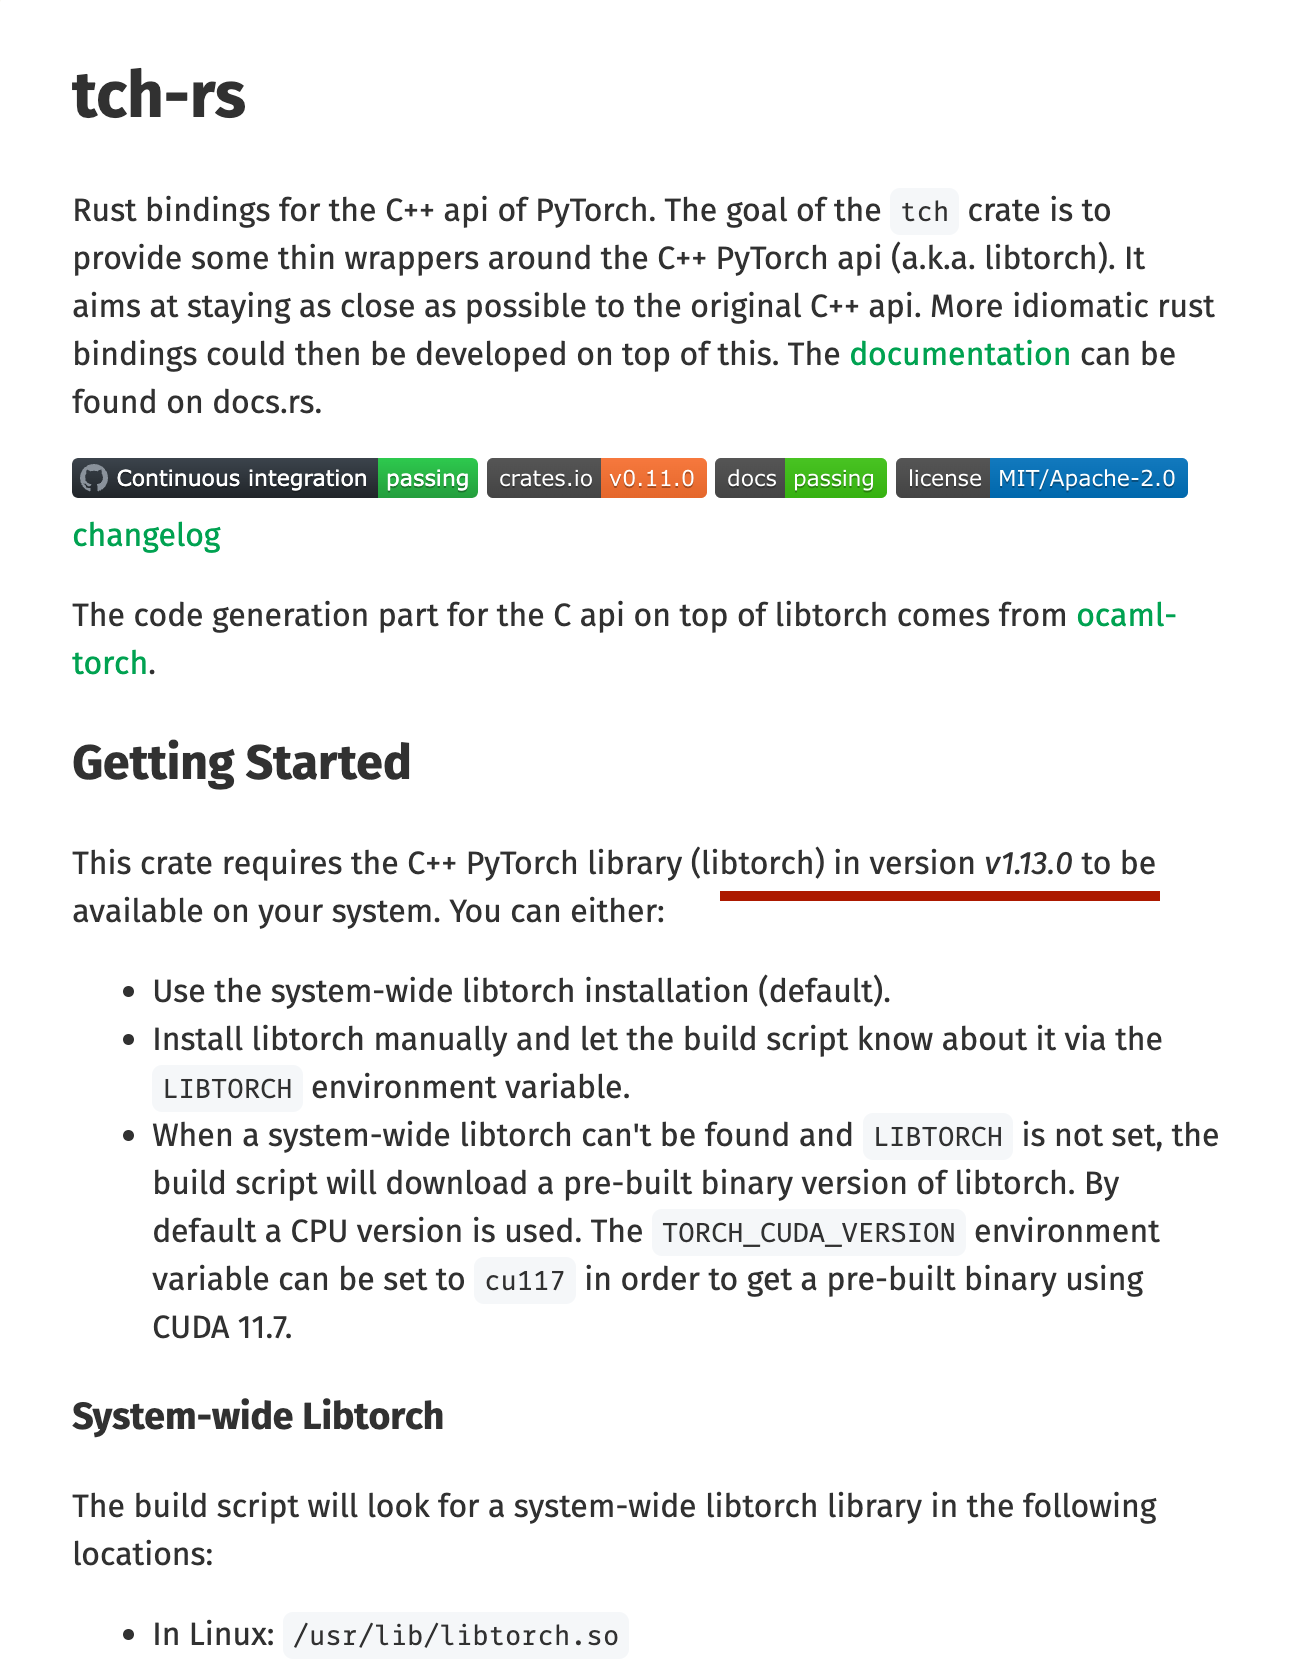 tch-rs
Rust bindings for the C++ api of PyTorch. The goal of the tch crate is to
provide some thin wrappers around the C++ PyTorch api (a.k.a. libtorch). It
aims at staying as close as possible to the original C++ api. More idiomatic rust
bindings could then be developed on top of this. The documentation can be
found on docs.rs.
Continuous integration passing crates.io v0.11.0 docs passing license MIT/Apache-2.0
changelog
The code generation part for the C api on top of libtorch comes from ocaml-
torch.
Getting Started
This crate requires the C++ PyTorch library (libtorch) in version v1.13.0 to be
available on your system. You can either:
• Use the system-wide libtorch installation (default).
• Install libtorch manually and let the build script know about it via the
LIBTORCH environment variable.
• When a system-wide libtorch can't be found and LIBTORCH is not set, the
build script will download a pre-built binary version of libtorch. By
default a CPU version is used. The TORCH_CUDA_VERSION environment
variable can be set to cu117 in order to get a pre-built binary using
CUDA 11.7.
System-wide Libtorch
The build script will look for a system-wide libtorch library in the following
locations:
• In Linux: /usr/lib/libtorch.so